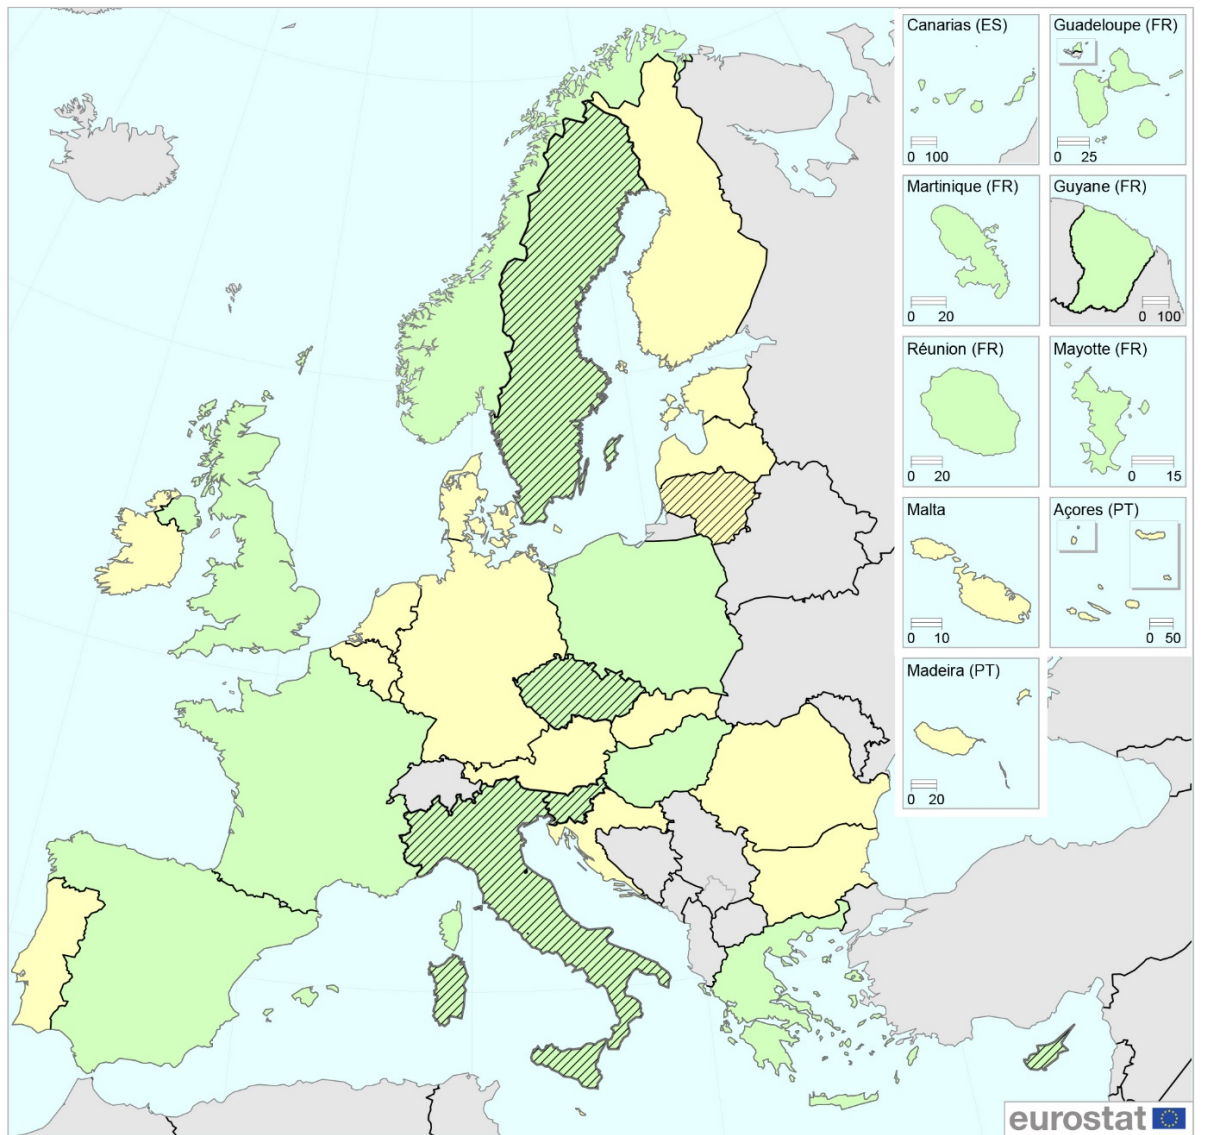 Canarias (ES)
0 100
Guadeloupe (FR)
0 25
Martinique (FR)
0 20
Guyane (FR)
0 100
Réunion (FR)
0 20
Mayotte (FR)
0 15
Malta
0 10
Açores (PT)
0 50
Madeira (PT)
0 20
eurostat